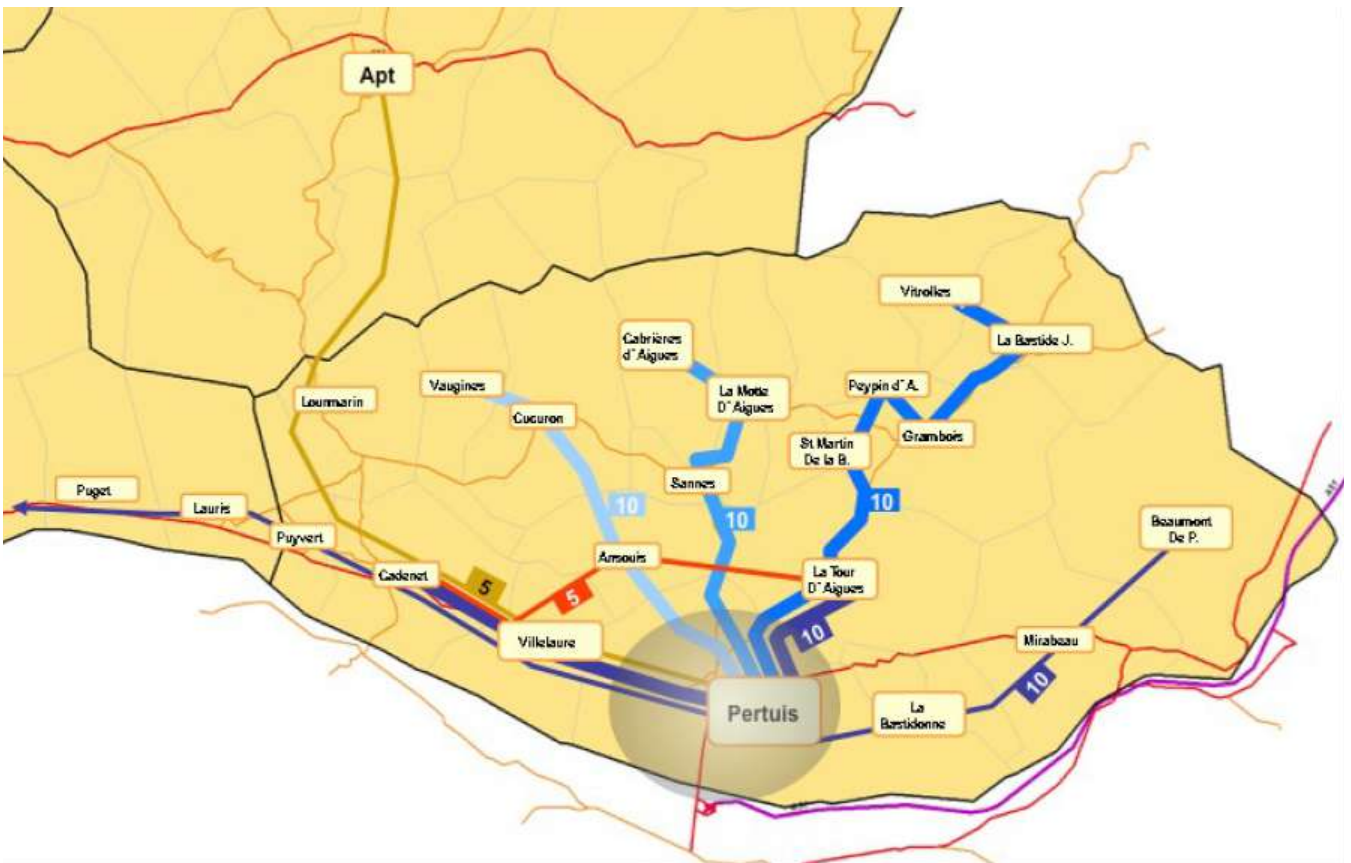 Apt
Vitrolles
La Bastide J.
Cabrières
d'Aigues
Vaugines
La Motte
D'Aigues
Peypin d'A.
Lourmarin
Cucuron
Grambois
St Martin
De la B.
Sannes
Puget
Lauris
10
10
10
Puyvert
Beaumont
De P.
Ansouis
Cadenet
La Tour
D'Aigues
5
5
Villelaure
10
Mirabeau
10
Pertuis
La
Bastidonne